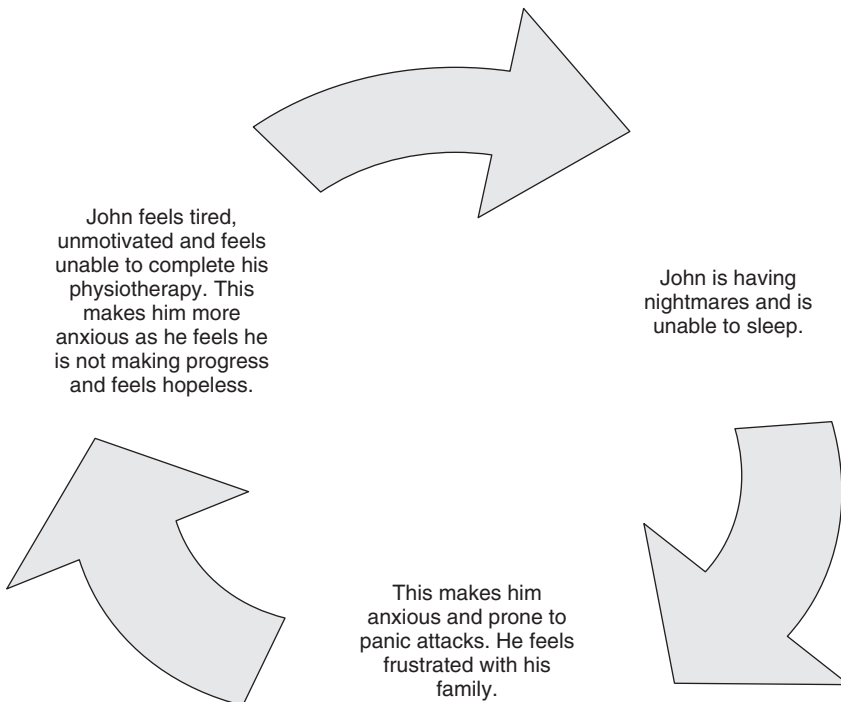 John feels tired,
unmotivated and feels
unable to complete his
physiotherapy. This
makes him more
anxious as he feels he
is not making progress
and feels hopeless.
John is having
nightmares and is
unable to sleep.
This makes him
anxious and prone to
panic attacks. He feels
frustrated with his
family.